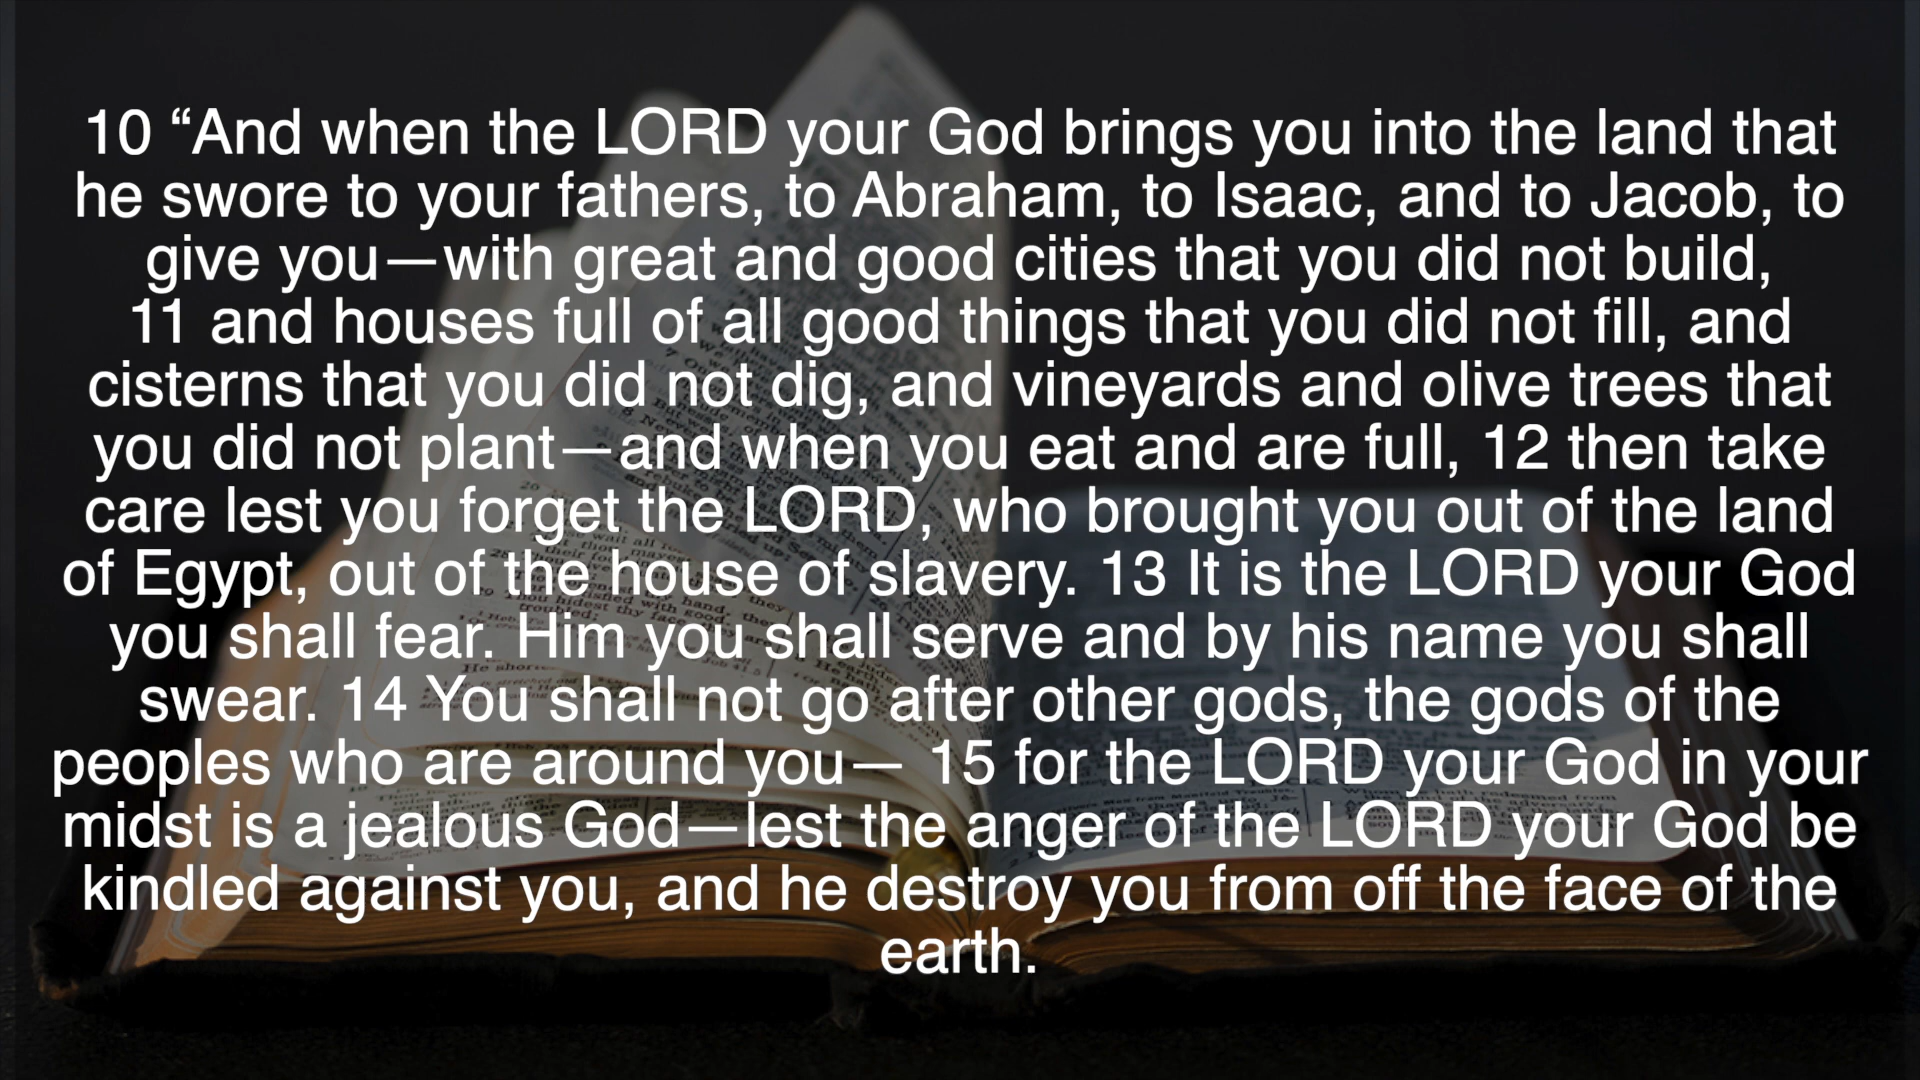 10 “And when the LORD your God brings you into the land that
he swore to your fathers, to Abraham, to Isaac, and to Jacob, to
give you—with great and good cities that you did not build,
11 and houses full of all good things that you did not fill, and
cisterns that you did not dig, and vineyards and olive trees that
you did not plant—and when you eat and are full, 12 then take
care lest you forget the LORD, who brought you out of the land
of Egypt, out of the house of slavery. 13 It is the LORD your God
you shall fear. Him you shall serve and by his name you shall
swear. 14 You shall not go after other gods, the gods of the
peoples who are around you— 15 for the LORD your God in your
midst is a jealous God—lest the anger of the LORD your God be
kindled against you, and he destroy you from off the face of the
earth.